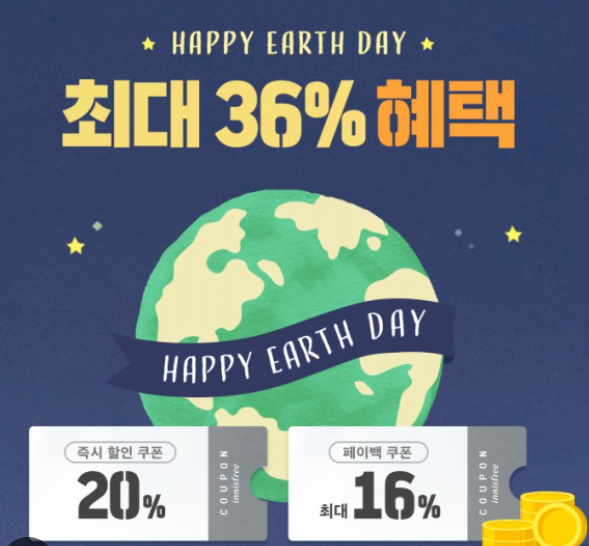 HAPPY EARTH DAY
최대 36% 혜택
HAPPY EARTH DAY
즉시 할인 쿠폰
20%
COUPON
innisfree
페이백 쿠폰
최대 16%
COUPON
innisfree